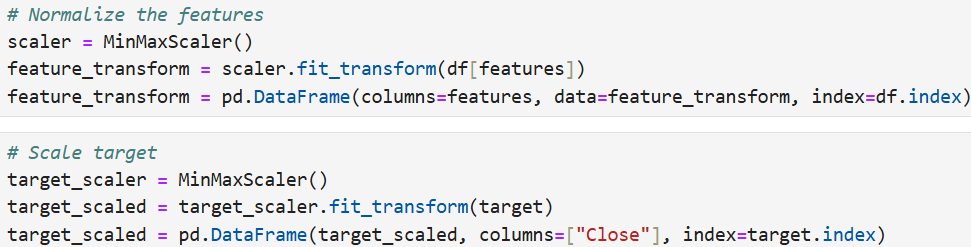 # Normalize the features
scaler = MinMaxScaler()
feature_transform = scaler.fit_transform(df[features])
feature_transform = pd.DataFrame(columns=features, data=feature_transform, index=df.index)
# Scale target
target_scaler = MinMaxScaler()
target_scaled = target_scaler.fit_transform(target)
target_scaled = pd.DataFrame(target_scaled, columns=["Close"], index=target.index)